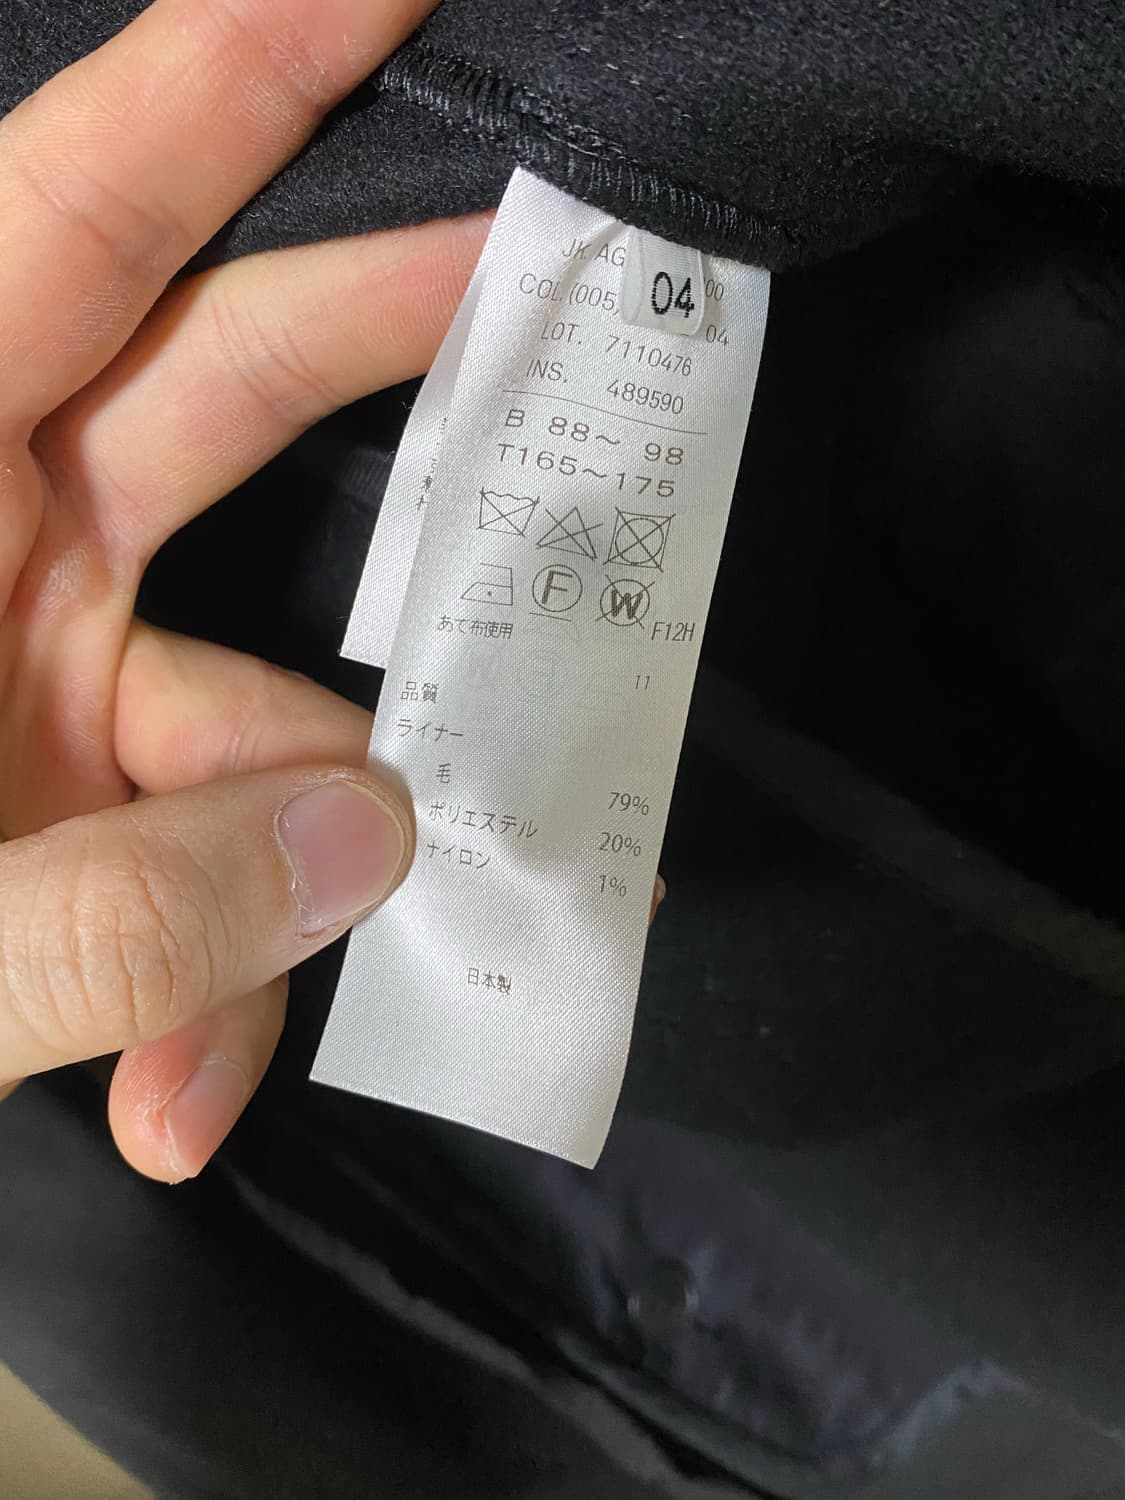 04
JK AG 00
COL (005) 04
LOT. 7110476
INS. 489590
B 88～98
T165～175
F
W
あて布使用
F12H
11
品質
ライナー
毛 79%
ポリエステル 20%
ナイロン 1%
日本製